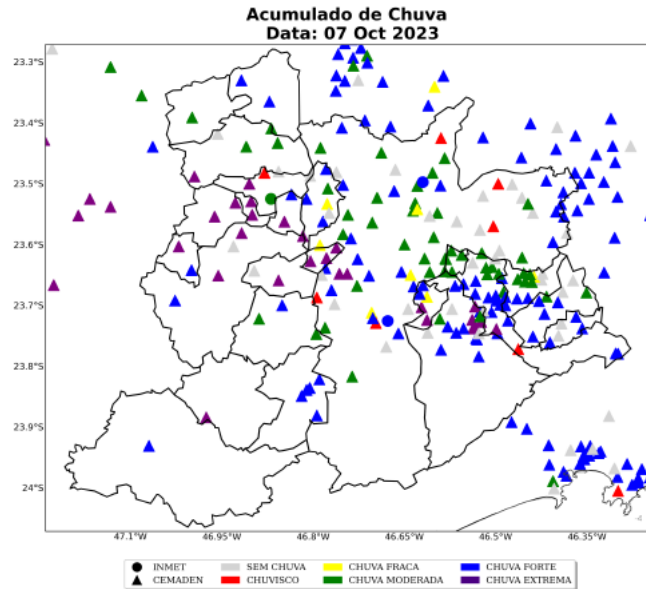 Acumulado de Chuva
Data: 07 Oct 2023
23.3°S
23.4°S
23.5°S
23.6°S
23.7°S
23.8°S
23.9°S
24°S
47.1°W
46.95°W
46.8°W
46.65°W
46.5°W
46.35°W
INMET
SEM CHUVA
CHUVA FRACA
CHUVA FORTE
CEMADEN
CHUVISCO
CHUVA MODERADA
CHUVA EXTREMA